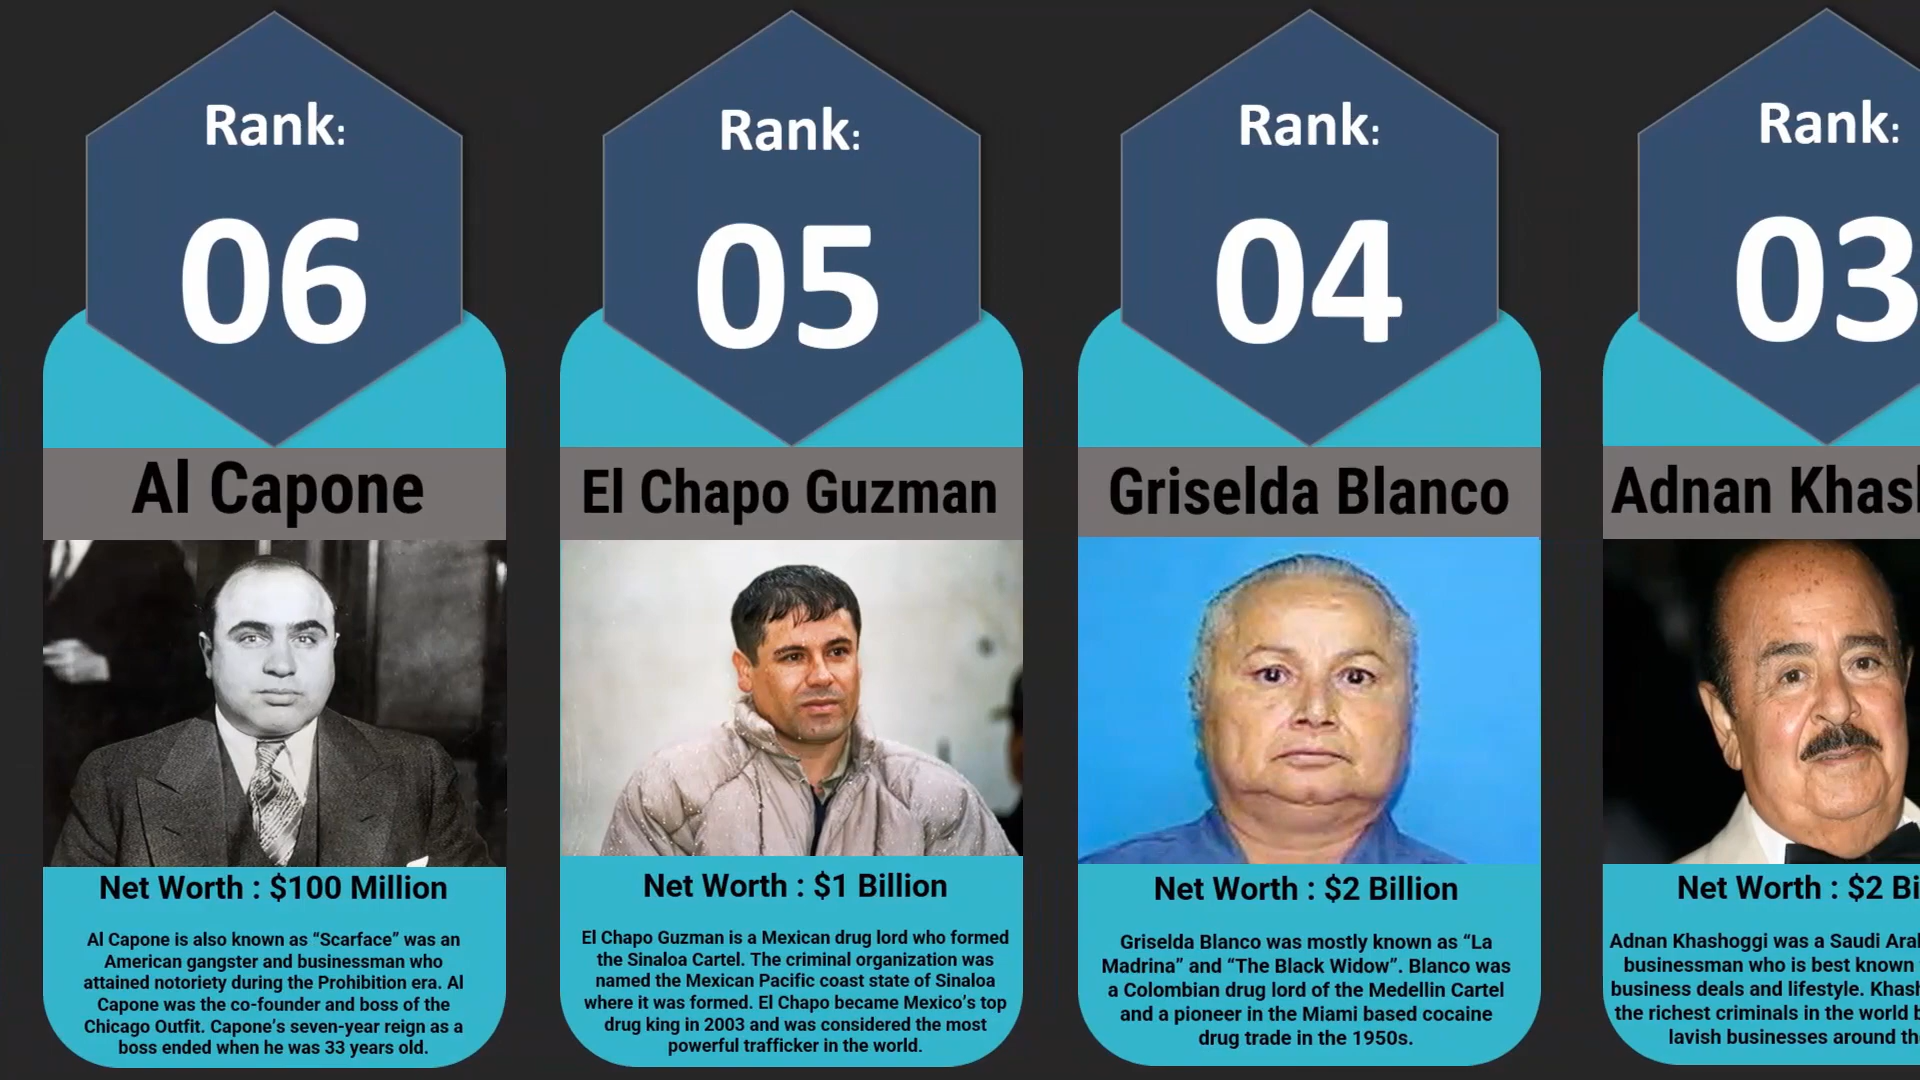 Rank:
06
Al Capone
Net Worth : $100 Million
Al Capone is also known as “Scarface” was an
American gangster and businessman who
attained notoriety during the Prohibition era. Al
Capone was the co-founder and boss of the
Chicago Outfit. Capone’s seven-year reign as a
boss ended when he was 33 years old.
Rank:
05
El Chapo Guzman
Net Worth : $1 Billion
El Chapo Guzman is a Mexican drug lord who formed
the Sinaloa Cartel. The criminal organization was
named the Mexican Pacific coast state of Sinaloa
where it was formed. El Chapo became Mexico’s top
drug king in 2003 and was considered the most
powerful trafficker in the world.
Rank:
04
Griselda Blanco
Net Worth : $2 Billion
Griselda Blanco was mostly known as “La
Madrina” and “The Black Widow”. Blanco was
a Colombian drug lord of the Medellin Cartel
and a pioneer in the Miami based cocaine
drug trade in the 1950s.
Rank:
03
Adnan
Net Worth : $2
Adnan Khashoggi was a Saudi
businessman who is best known
business deals and lifestyle.
the richest criminals in the world
lavish businesses around